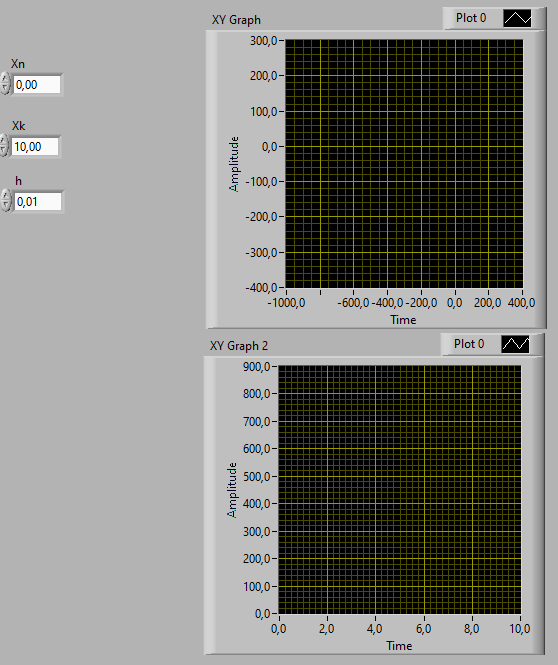 XY Graph
Plot 0
Xn
0,00
Xk
10,00
h
0,01
300,0
200,0
100,0
0,0
-100,0
-200,0
-300,0
-400,0
Amplitude
-1000,0 -600,0 -400,0 -200,0 0,0 200,0 400,0
Time
XY Graph 2
Plot 0
900,0
800,0
700,0
600,0
500,0
400,0
300,0
200,0
100,0
0,0
Amplitude
0,0 2,0 4,0 6,0 8,0 10,0
Time